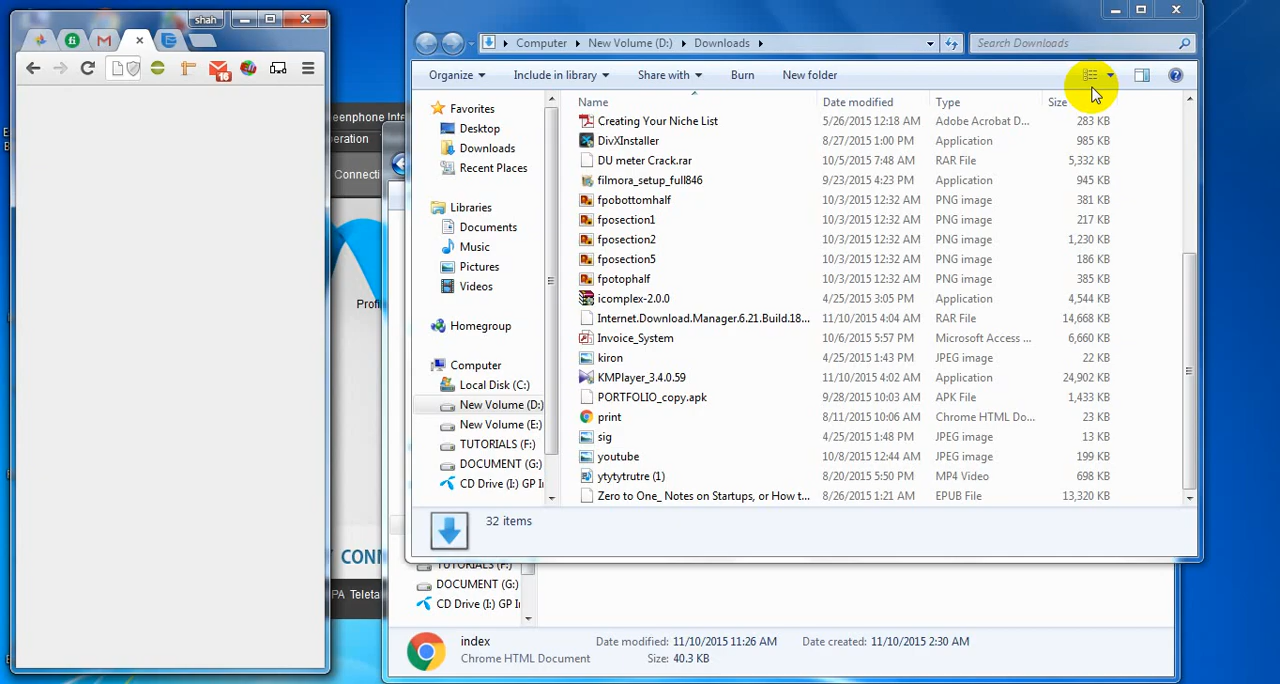 shah
Computer New Volume (D:) Downloads
Search Downloads
Organize Include in library Share with Burn New folder
Favorites
Desktop
Downloads
Recent Places
Libraries
Documents
Music
Pictures
Videos
Homegroup
Computer
Local Disk (C:)
New Volume (D:)
New Volume (E:)
TUTORIALS (F:)
DOCUMENT (G:)
CD Drive (I:) GP
Name Date modified Type Size
Creating Your Niche List 5/26/2015 12:18 AM Adobe Acrobat D... 283 KB
DivXInstaller 8/27/2015 1:00 PM Application 985 KB
DU meter Crack.rar 10/5/2015 7:48 AM RAR File 5,332 KB
filmora_setup_full846 9/23/2015 4:23 PM Application 945 KB
fpobottomhalf 10/3/2015 12:32 AM PNG image 381 KB
fposection1 10/3/2015 12:32 AM PNG image 217 KB
fposection2 10/3/2015 12:32 AM PNG image 1,230 KB
fposection5 10/3/2015 12:32 AM PNG image 186 KB
fpotophalf 10/3/2015 12:32 AM PNG image 385 KB
icomplex-2.0.0 4/25/2015 3:05 PM Application 4,544 KB
Internet.Download.Manager.6.21.Build.18... 11/10/2015 4:04 AM RAR File 14,668 KB
Invoice_System 10/6/2015 5:57 PM Microsoft Access ... 6,660 KB
kiron 4/25/2015 1:43 PM JPEG image 22 KB
KMPlayer_3.4.0.59 11/10/2015 4:02 AM Application 24,902 KB
PORTFOLIO_copy.apk 9/28/2015 10:03 AM APK File 1,433 KB
print 8/11/2015 10:06 AM Chrome HTML Do... 23 KB
sig 4/25/2015 1:48 PM JPEG image 13 KB
youtube 10/8/2015 12:44 AM JPEG image 199 KB
ytytytrutre (1) 8/20/2015 5:50 PM MP4 Video 698 KB
Zero to One_ Notes on Startups, or How t... 8/26/2015 1:21 AM EPUB File 13,320 KB
32 items
eenphone Inte
eration
Connecti
Profi
CONN
PA Teleta
TUTORIALS (F:)
DOCUMENT (G:)
CD Drive (I:) GP
index Date modified: 11/10/2015 11:26 AM Date created: 11/10/2015 2:30 AM
Chrome HTML Document Size: 40.3 KB